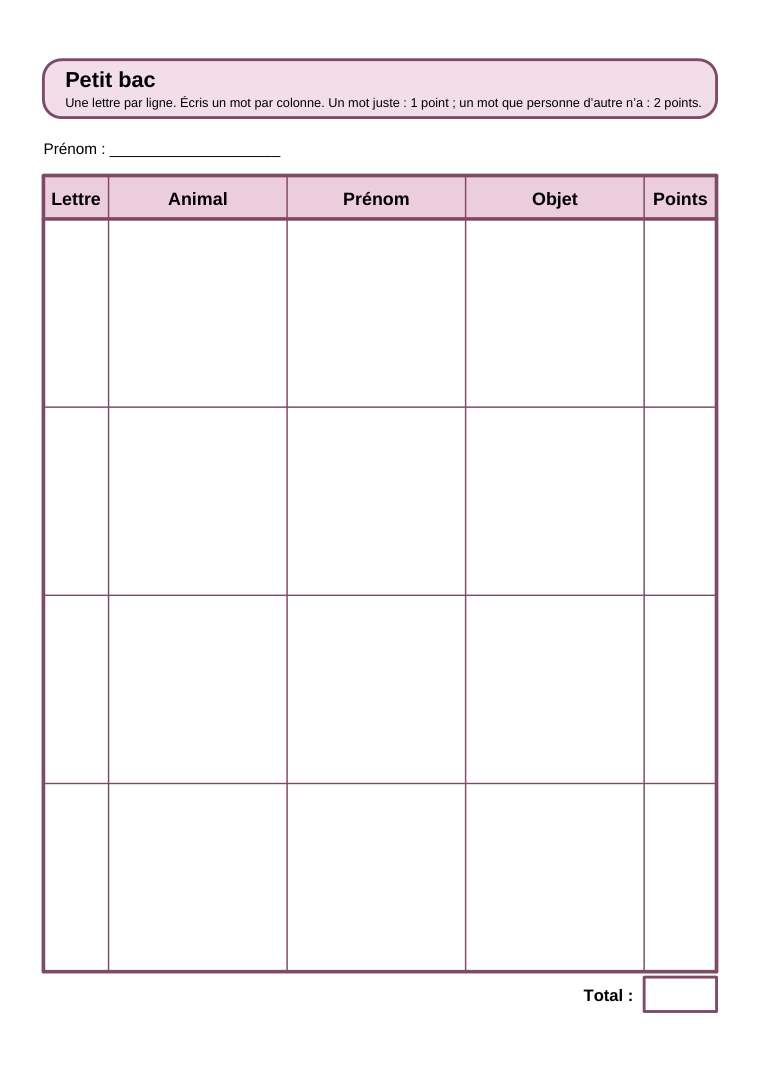 Petit bac
Une lettre par ligne. Écris un mot par colonne. Un mot juste : 1 point ; un mot que personne d’autre n’a : 2 points.
Prénom : ____________________
Lettre Animal Prénom Objet Points
Total :